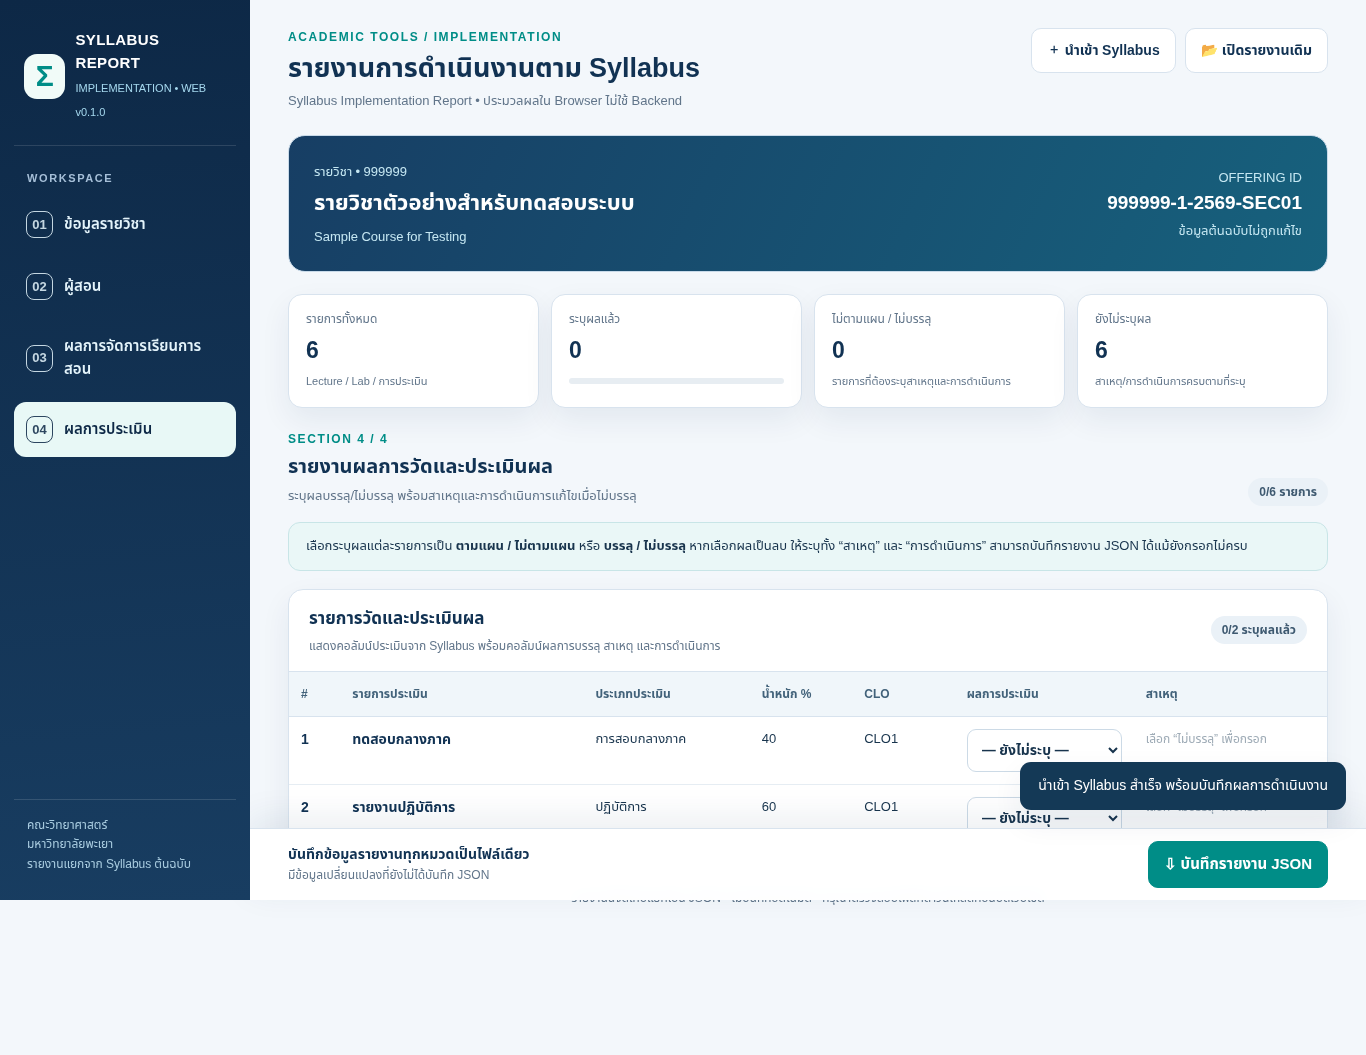 SYLLABUS
REPORT
IMPLEMENTATION • WEB
v0.1.0
Σ
WORKSPACE
01 ข้อมูลรายวิชา
02 ผู้สอน
03 ผลการจัดการเรียนการ
สอน
04 ผลการประเมิน
คณะวิทยาศาสตร์
มหาวิทยาลัยพะเยา
รายงานแยกจาก Syllabus ต้นฉบับ
ACADEMIC TOOLS / IMPLEMENTATION
รายงานการดำเนินงานตาม Syllabus
Syllabus Implementation Report • ประมวลผลใน Browser ไม่ใช้ Backend
+ นำเข้า Syllabus
📂 เปิดรายงานเดิม
รายวิชา • 999999
รายวิชาตัวอย่างสำหรับทดสอบระบบ
Sample Course for Testing
OFFERING ID
999999-1-2569-SEC01
ข้อมูลต้นฉบับไม่ถูกแก้ไข
รายการทั้งหมด
6
Lecture / Lab / การประเมิน
ระบุผลแล้ว
0
ไม่ตามแผน / ไม่บรรลุ
0
รายการที่ต้องระบุสาเหตุและการดำเนินการ
ยังไม่ระบุผล
6
สาเหตุ/การดำเนินการครบตามที่ระบุ
SECTION 4 / 4
รายงานผลการวัดและประเมินผล
ระบุผลบรรลุ/ไม่บรรลุ พร้อมสาเหตุและการดำเนินการแก้ไขเมื่อไม่บรรลุ
0/6 รายการ
เลือกระบุผลแต่ละรายการเป็น ตามแผน / ไม่ตามแผน หรือ บรรลุ / ไม่บรรลุ หากเลือกผลเป็นลบ ให้ระบุทั้ง “สาเหตุ” และ “การดำเนินการ” สามารถบันทึกรายงาน JSON ได้แม้ยังกรอกไม่ครบ
รายการวัดและประเมินผล
แสดงคอลัมน์ประเมินจาก Syllabus พร้อมคอลัมน์ผลการบรรลุ สาเหตุ และการดำเนินการ
0/2 ระบุผลแล้ว
# รายการประเมิน ประเภทประเมิน น้ำหนัก % CLO ผลการประเมิน สาเหตุ
1 ทดสอบกลางภาค การสอบกลางภาค 40 CLO1 — ยังไม่ระบุ — เลือก “ไม่บรรลุ” เพื่อกรอก
2 รายงานปฏิบัติการ ปฏิบัติการ 60 CLO1 — ยังไม่ระบุ —
นำเข้า Syllabus สำเร็จ พร้อมบันทึกผลการดำเนินงาน
บันทึกข้อมูลรายงานทุกหมวดเป็นไฟล์เดียว
มีข้อมูลเปลี่ยนแปลงที่ยังไม่ได้บันทึก JSON
⇩ บันทึกรายงาน JSON